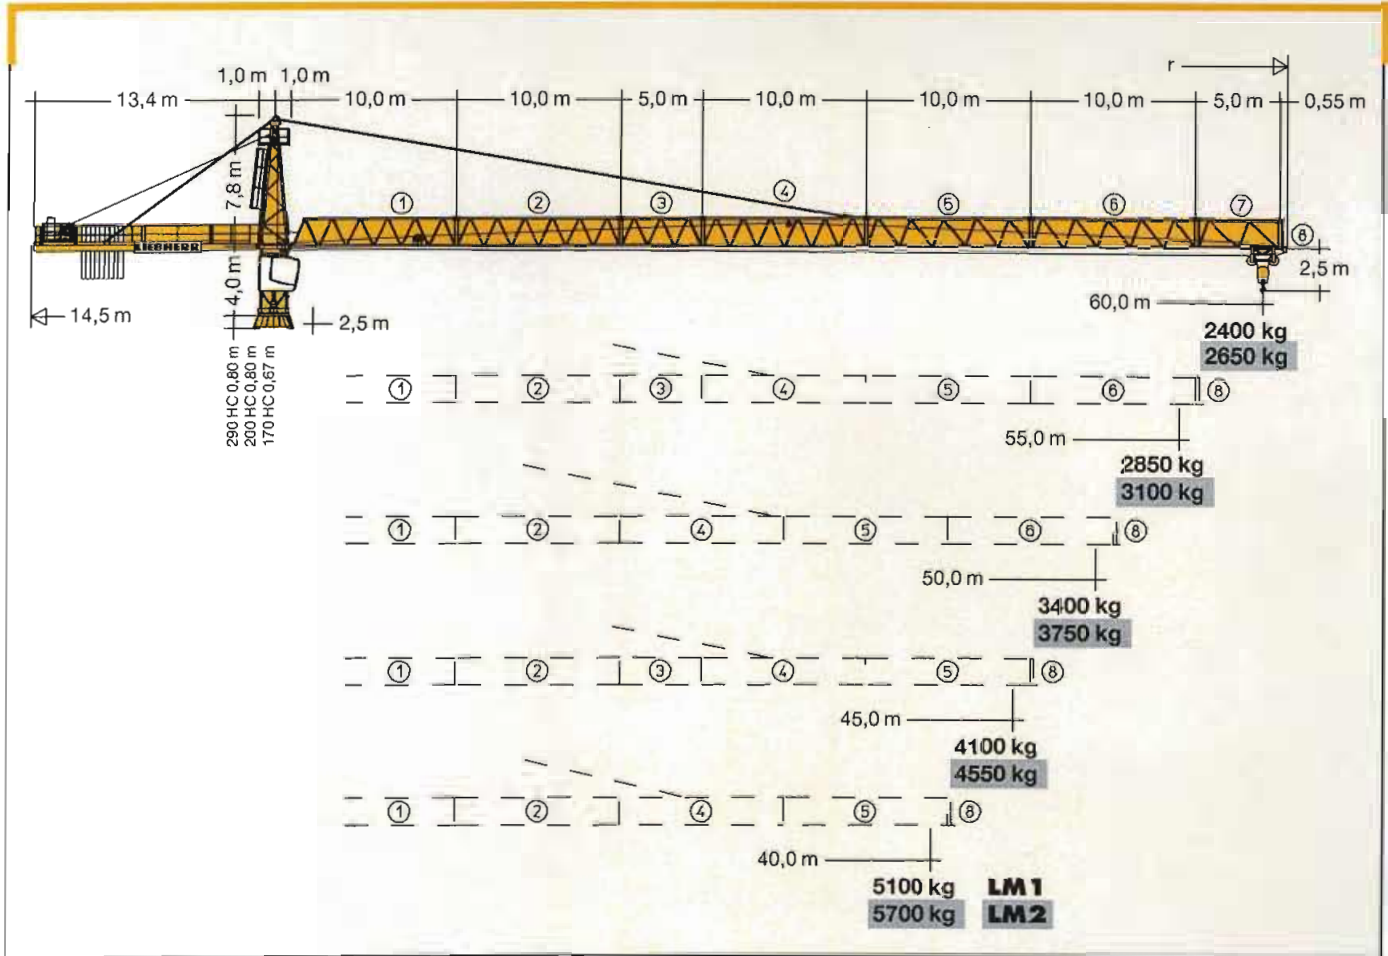 r
1,0 m 1,0 m
13,4 m 10,0 m 10,0 m 5,0 m 10,0 m 10,0 m 10,0 m 5,0 m 0,55 m
7,8 m
1 2 3 4 5 6 7 8
LIEBHERR
4,0 m
2,5 m
14,5 m
2,5 m
60,0 m
290 HC 0,80 m
200 HC 0,80 m
170 HC 0,67 m
2400 kg
2650 kg
1 2 3 4 5 6 8
55,0 m
2850 kg
3100 kg
1 2 4 5 6 8
50,0 m
3400 kg
3750 kg
1 2 3 4 5 8
45,0 m
4100 kg
4550 kg
1 2 4 5 8
40,0 m
5100 kg LM1
5700 kg LM2